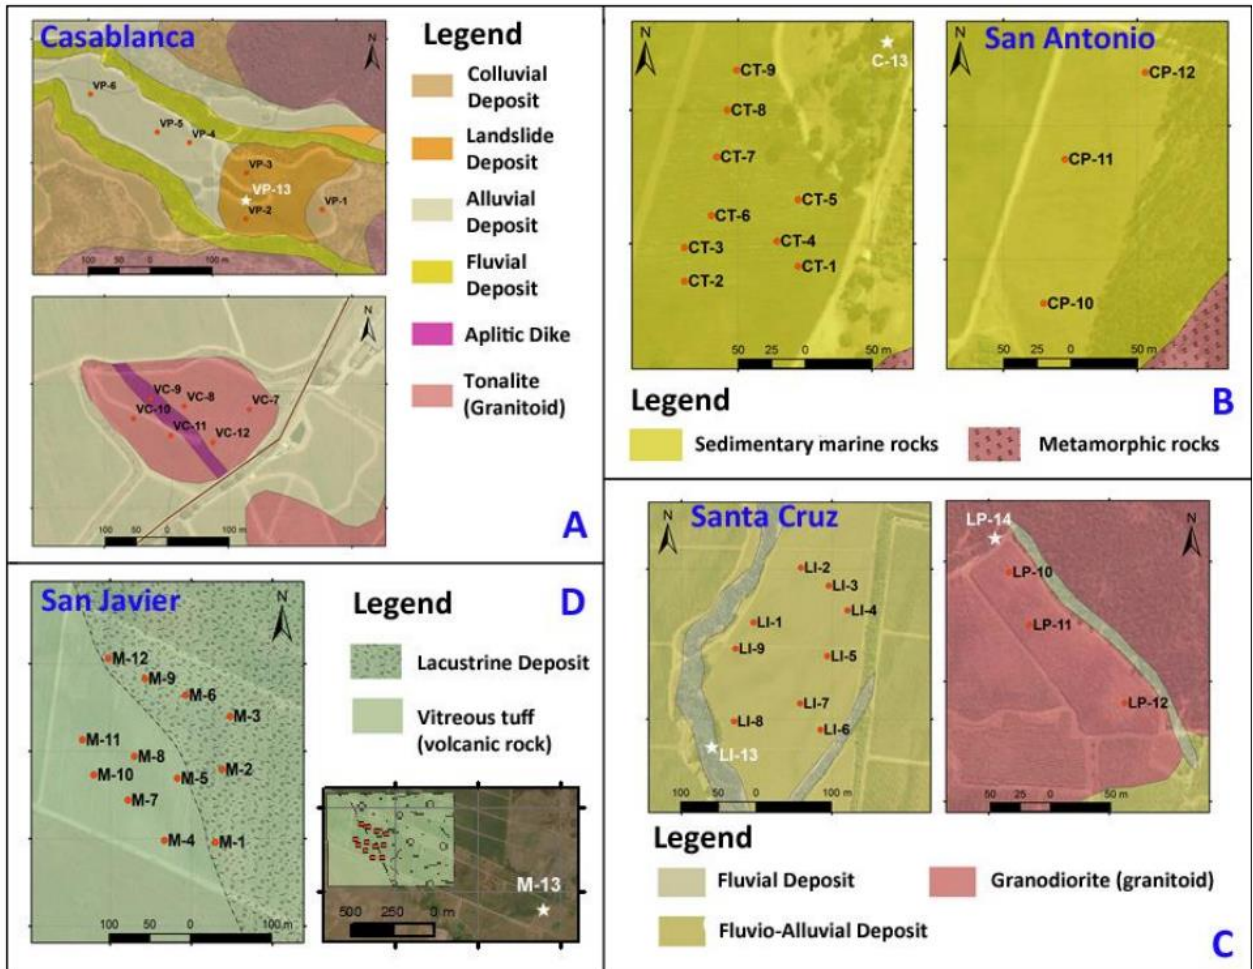 Casablanca
N
VP-6
VP-5
VP-4
VP-3
VP-13
VP-2
VP-1
100 50 0 100 m
Legend
Colluvial
Deposit
Landslide
Deposit
Alluvial
Deposit
Fluvial
Deposit
Aplitic Dike
Tonalite
(Granitoid)
N
VC-9
VC-8
VC-7
VC-10
VC-11
VC-12
100 50 0 100 m
A
N
C-13
CT-9
CT-8
CT-7
CT-5
CT-6
CT-4
CT-3
CT-1
CT-2
50 25 0 50 m
San Antonio
N
CP-12
CP-11
CP-10
50 25 0 50 m
Legend
B
Sedimentary marine rocks
Metamorphic rocks
San Javier
N
M-12
M-9
M-6
M-3
M-11
M-8
M-2
M-10
M-5
M-7
M-4
M-1
100 50 0 100 m
Legend
D
Lacustrine Deposit
Vitreous tuff
(volcanic rock)
M-13
500 250 0 m
Santa Cruz
N
LI-2
LI-3
LI-4
LI-1
LI-9
LI-5
LI-7
LI-8
LI-6
LI-13
100 50 0 100 m
LP-14
N
LP-10
LP-11
LP-12
50 25 0 50 m
Legend
Fluvial Deposit
Granodiorite (granitoid)
Fluvio-Alluvial Deposit
C